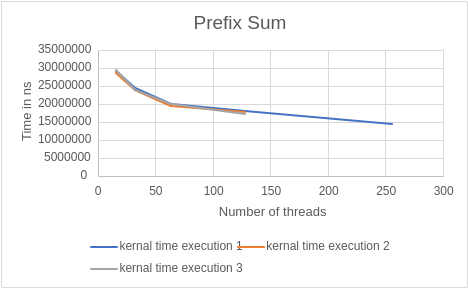 Prefix Sum
35000000
30000000
25000000
20000000
15000000
10000000
5000000
0
Time in ns
0 50 100 150 200 250 300
Number of threads
kernal time execution 1 kernal time execution 2
kernal time execution 3